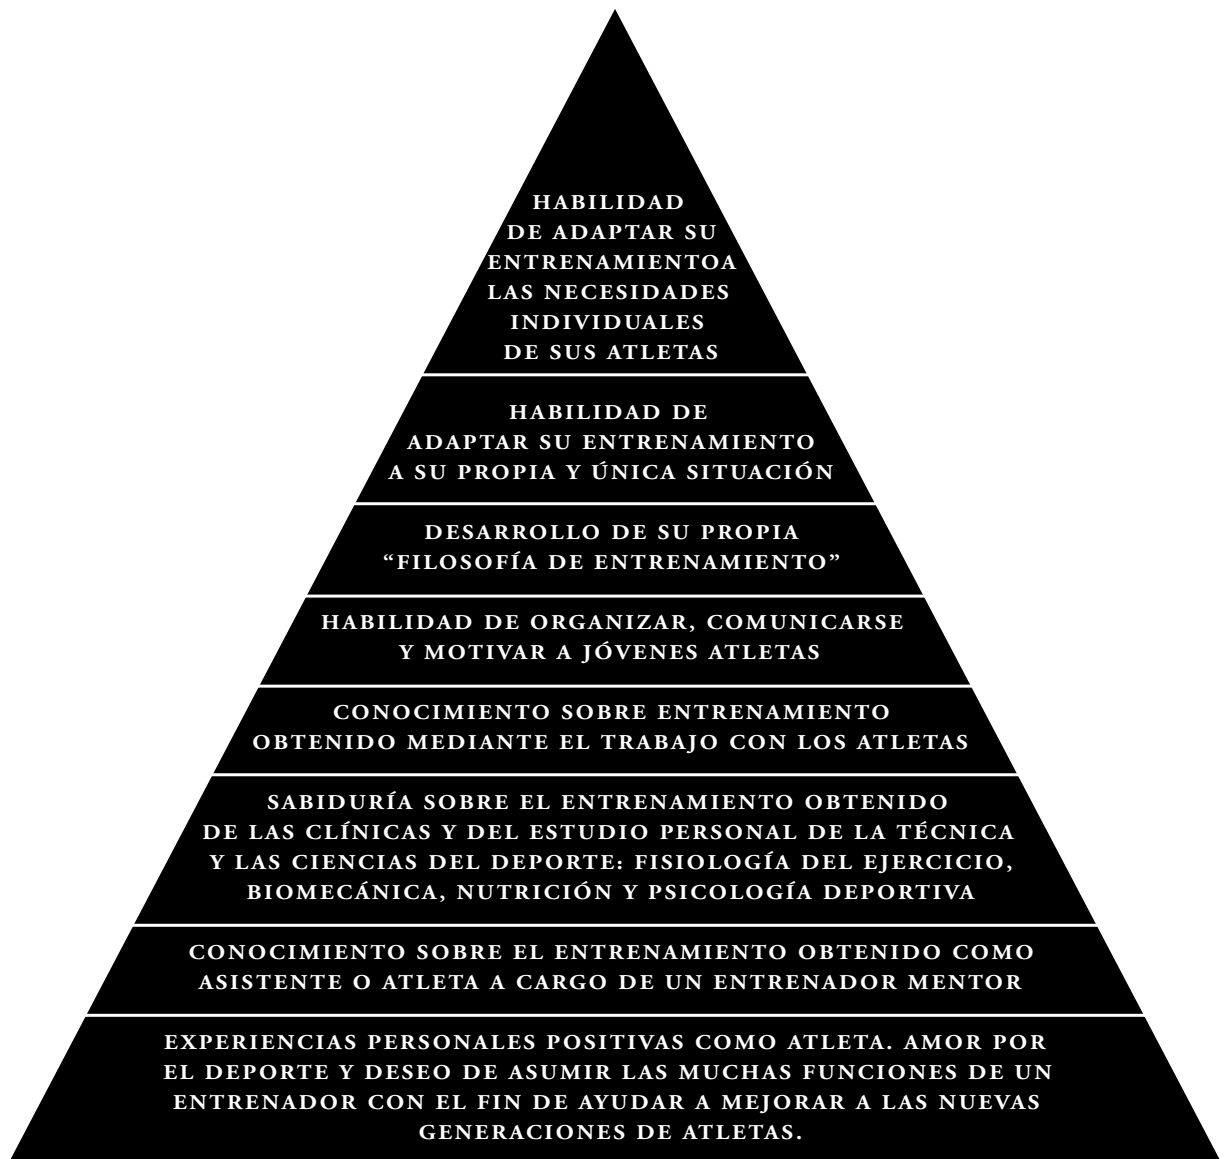 HABILIDAD
DE ADAPTAR SU
ENTRENAMIENTOA
LAS NECESIDADES
INDIVIDUALES
DE SUS ATLETAS
HABILIDAD DE
ADAPTAR SU ENTRENAMIENTO
A SU PROPIA Y ÚNICA SITUACIÓN
DESARROLLO DE SU PROPIA
“FILOSOFÍA DE ENTRENAMIENTO”
HABILIDAD DE ORGANIZAR, COMUNICARSE
Y MOTIVAR A JÓVENES ATLETAS
CONOCIMIENTO SOBRE ENTRENAMIENTO
OBTENIDO MEDIANTE EL TRABAJO CON LOS ATLETAS
SABIDURÍA SOBRE EL ENTRENAMIENTO OBTENIDO
DE LAS CLÍNICAS Y DEL ESTUDIO PERSONAL DE LA TÉCNICA
Y LAS CIENCIAS DEL DEPORTE: FISIOLOGÍA DEL EJERCICIO,
BIOMECÁNICA, NUTRICIÓN Y PSICOLOGÍA DEPORTIVA
CONOCIMIENTO SOBRE EL ENTRENAMIENTO OBTENIDO COMO
ASISTENTE O ATLETA A CARGO DE UN ENTRENADOR MENTOR
EXPERIENCIAS PERSONALES POSITIVAS COMO ATLETA. AMOR POR
EL DEPORTE Y DESEO DE ASUMIR LAS MUCHAS FUNCIONES DE UN
ENTRENADOR CON EL FIN DE AYUDAR A MEJORAR A LAS NUEVAS
GENERACIONES DE ATLETAS.